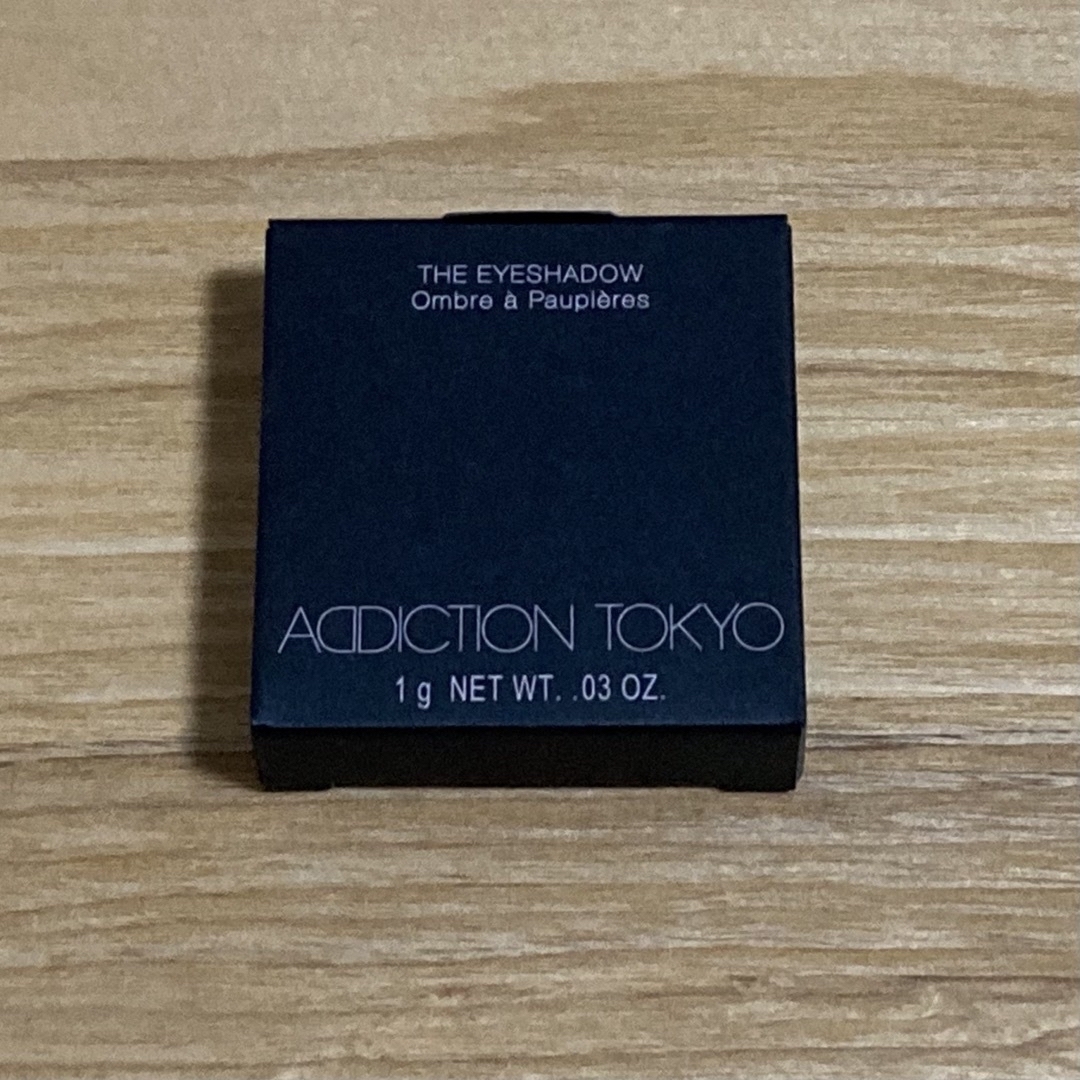 THE EYESHADOW
Ombre à Paupières
ADDICTION TOKYO
1 g NET WT. .03 OZ.